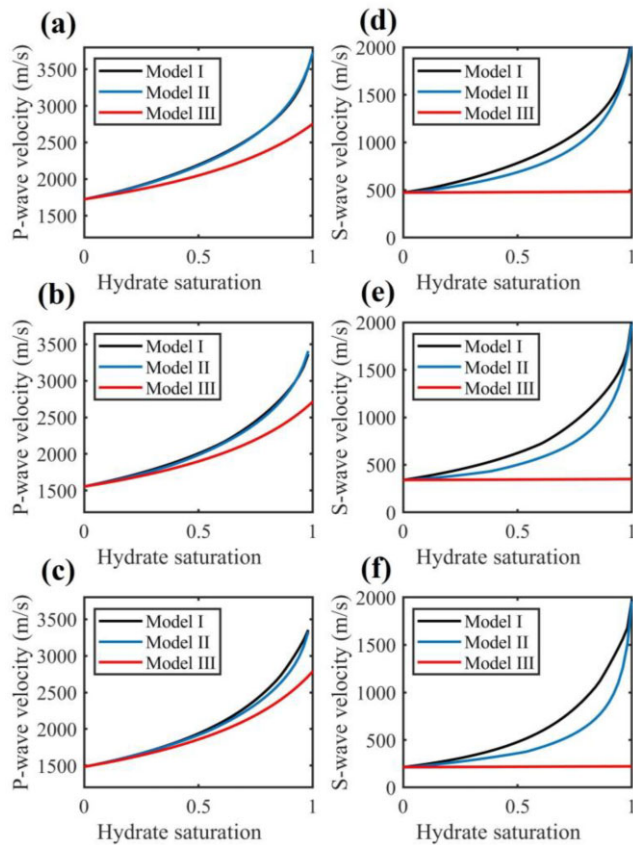 (a)
P-wave velocity (m/s)
3500
3000
2500
2000
1500
Model I
Model II
Model III
0
0.5
1
Hydrate saturation
(d)
S-wave velocity (m/s)
2000
1500
1000
500
0
Model I
Model II
Model III
0
0.5
1
Hydrate saturation
(b)
P-wave velocity (m/s)
3500
3000
2500
2000
1500
Model I
Model II
Model III
0
0.5
1
Hydrate saturation
(e)
S-wave velocity (m/s)
2000
1500
1000
500
0
Model I
Model II
Model III
0
0.5
1
Hydrate saturation
(c)
P-wave velocity (m/s)
3500
3000
2500
2000
1500
Model I
Model II
Model III
0
0.5
1
Hydrate saturation
(f)
S-wave velocity (m/s)
2000
1500
1000
500
0
Model I
Model II
Model III
0
0.5
1
Hydrate saturation